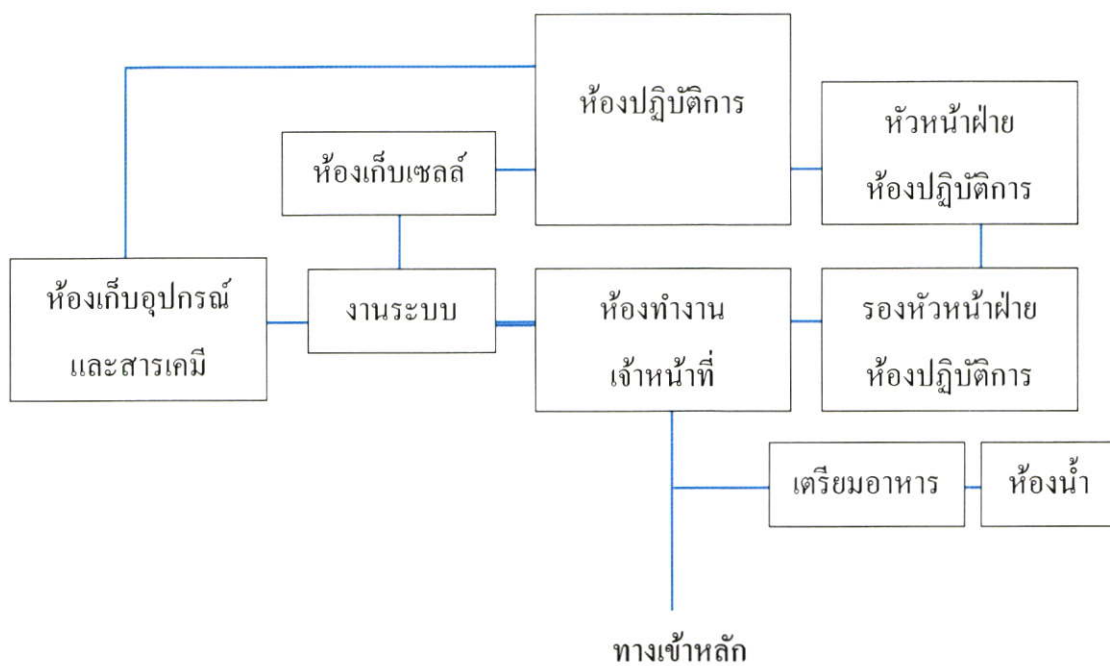 ห้องปฏิบัติการ
หัวหน้าฝ่าย
ห้องปฏิบัติการ
ห้องเก็บเซลล์
ห้องเก็บอุปกรณ์
และสารเคมี
งานระบบ
ห้องทำงาน
เจ้าหน้าที่
รองหัวหน้าฝ่าย
ห้องปฏิบัติการ
เตรียมอาหาร
ห้องน้ำ
ทางเข้าหลัก